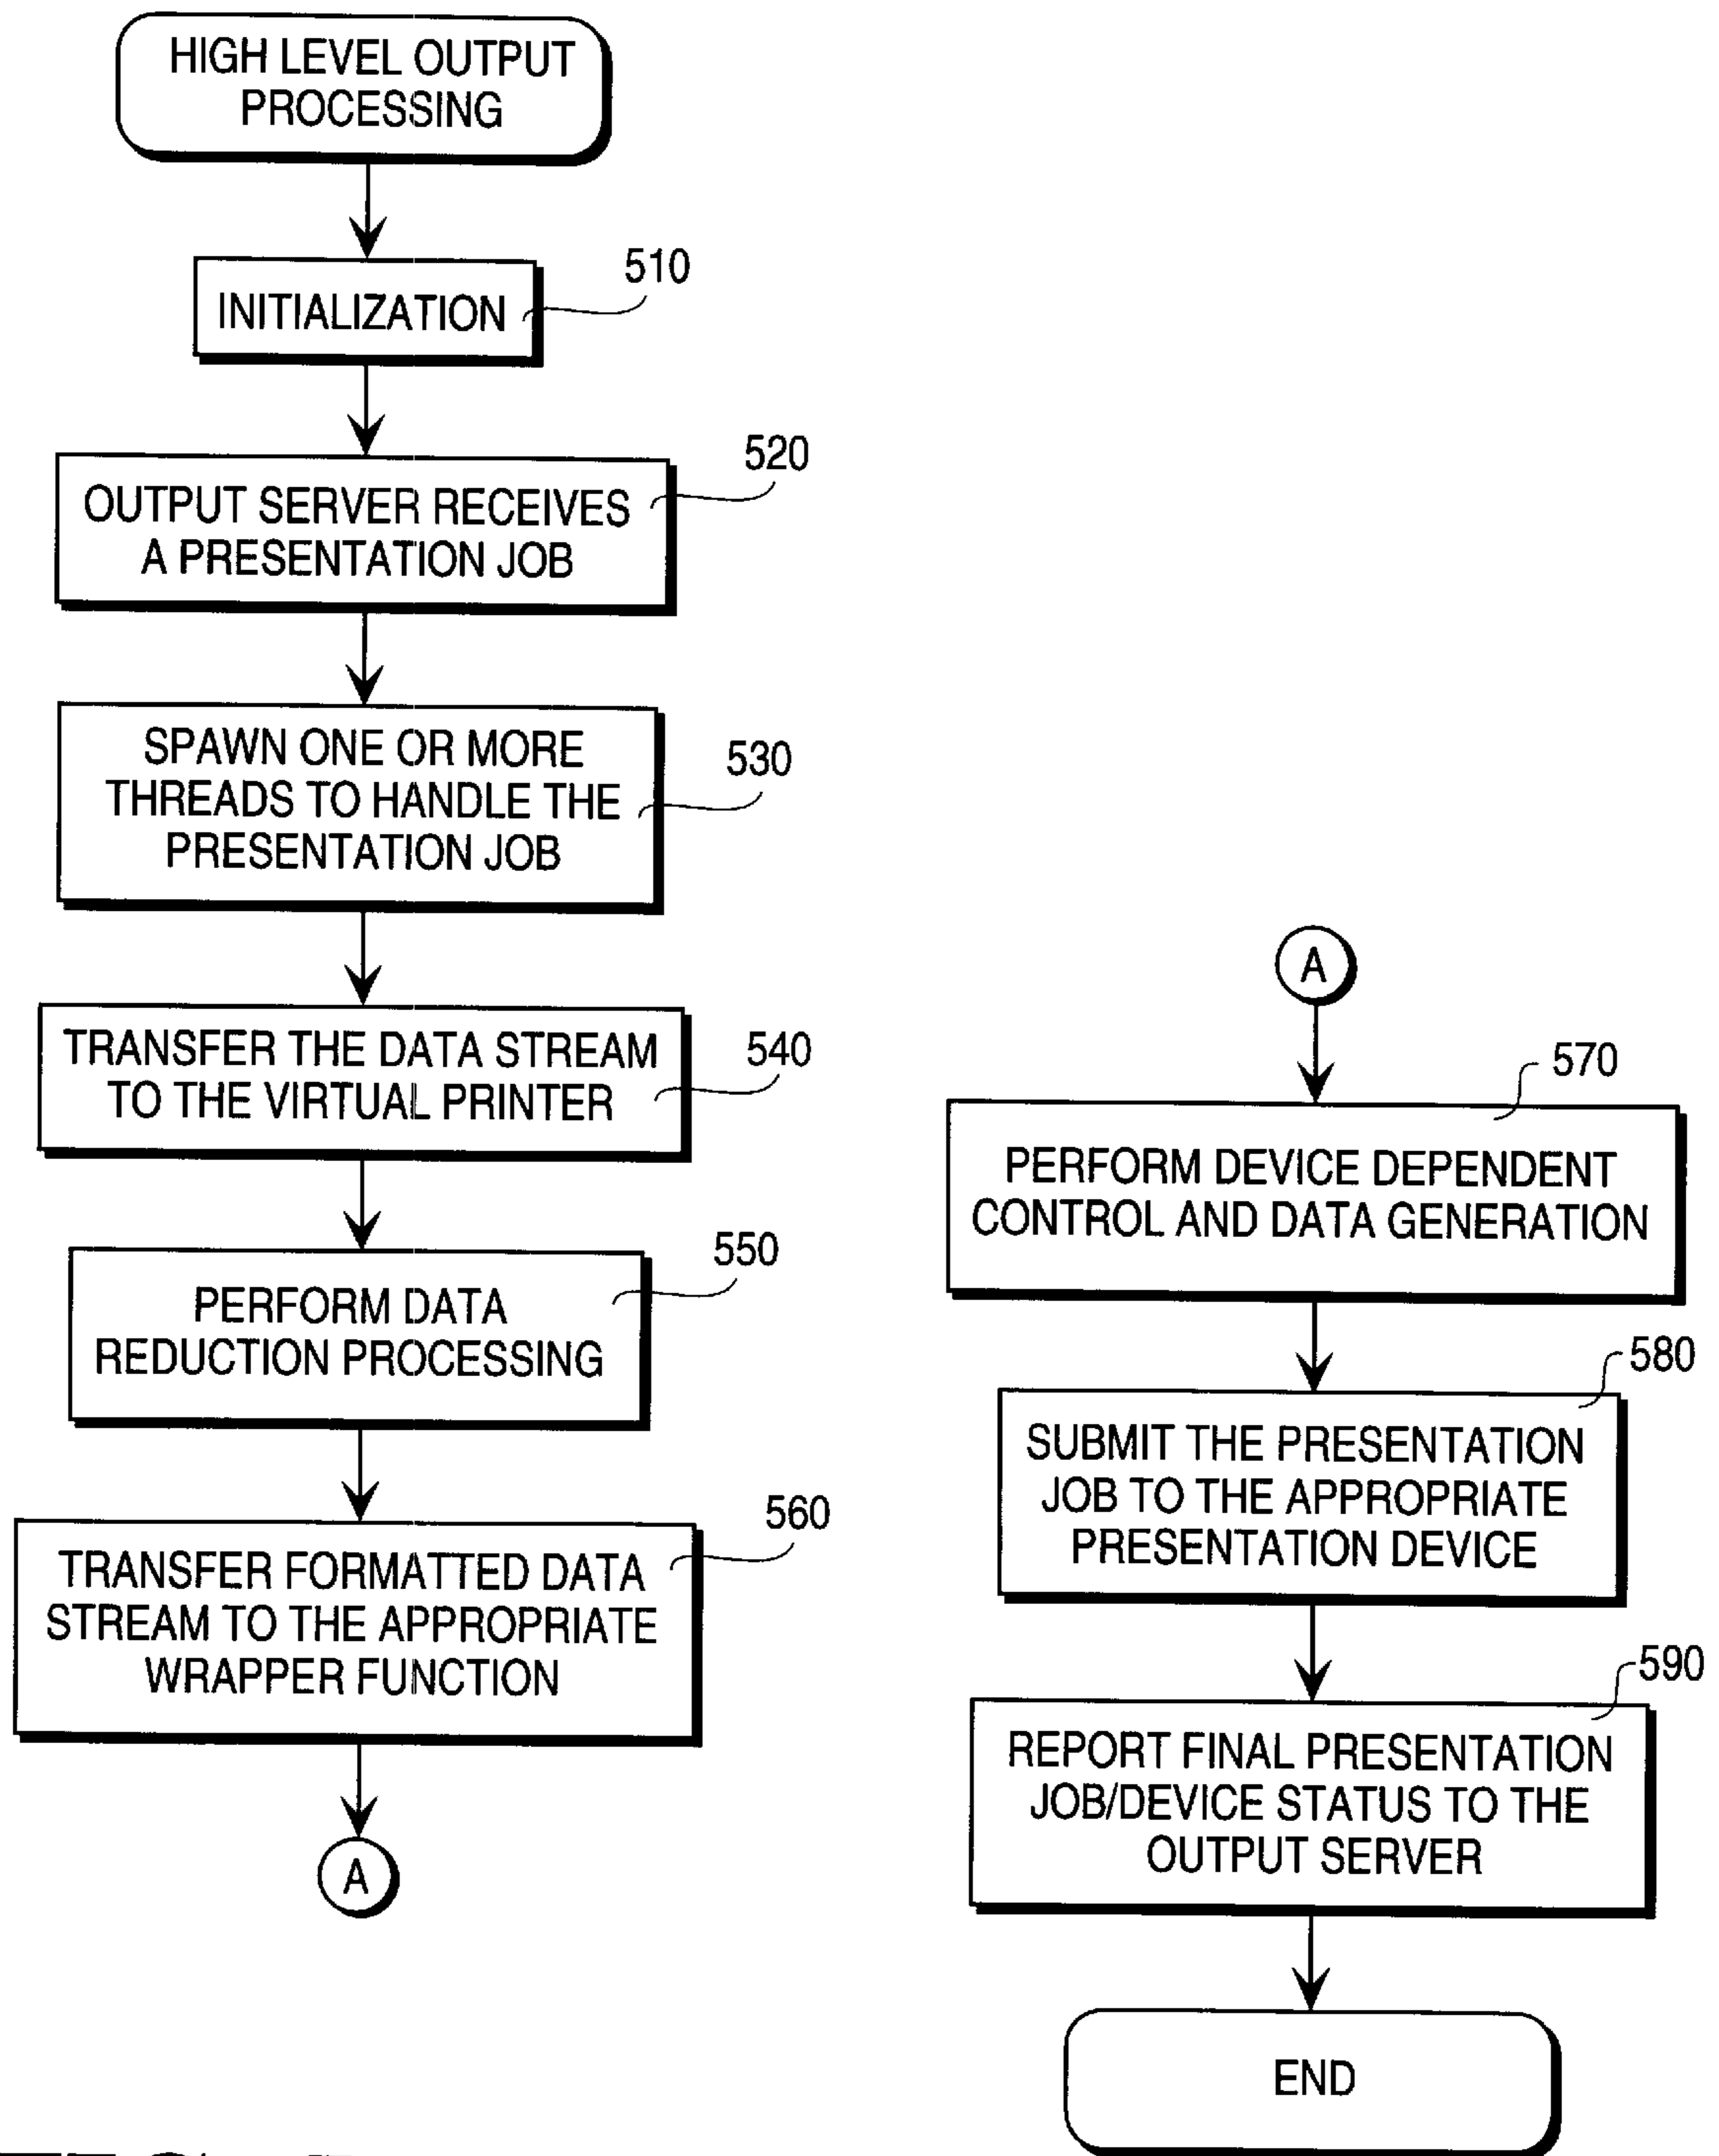 HIGH LEVEL OUTPUT
PROCESSING
510
INITIALIZATION
520
OUTPUT SERVER RECEIVES
A PRESENTATION JOB
530
SPAWN ONE OR MORE
THREADS TO HANDLE THE
PRESENTATION JOB
540
TRANSFER THE DATA STREAM
TO THE VIRTUAL PRINTER
550
PERFORM DATA
REDUCTION PROCESSING
560
TRANSFER FORMATTED DATA
STREAM TO THE APPROPRIATE
WRAPPER FUNCTION
A
A
570
PERFORM DEVICE DEPENDENT
CONTROL AND DATA GENERATION
580
SUBMIT THE PRESENTATION
JOB TO THE APPROPRIATE
PRESENTATION DEVICE
590
REPORT FINAL PRESENTATION
JOB/DEVICE STATUS TO THE
OUTPUT SERVER
END